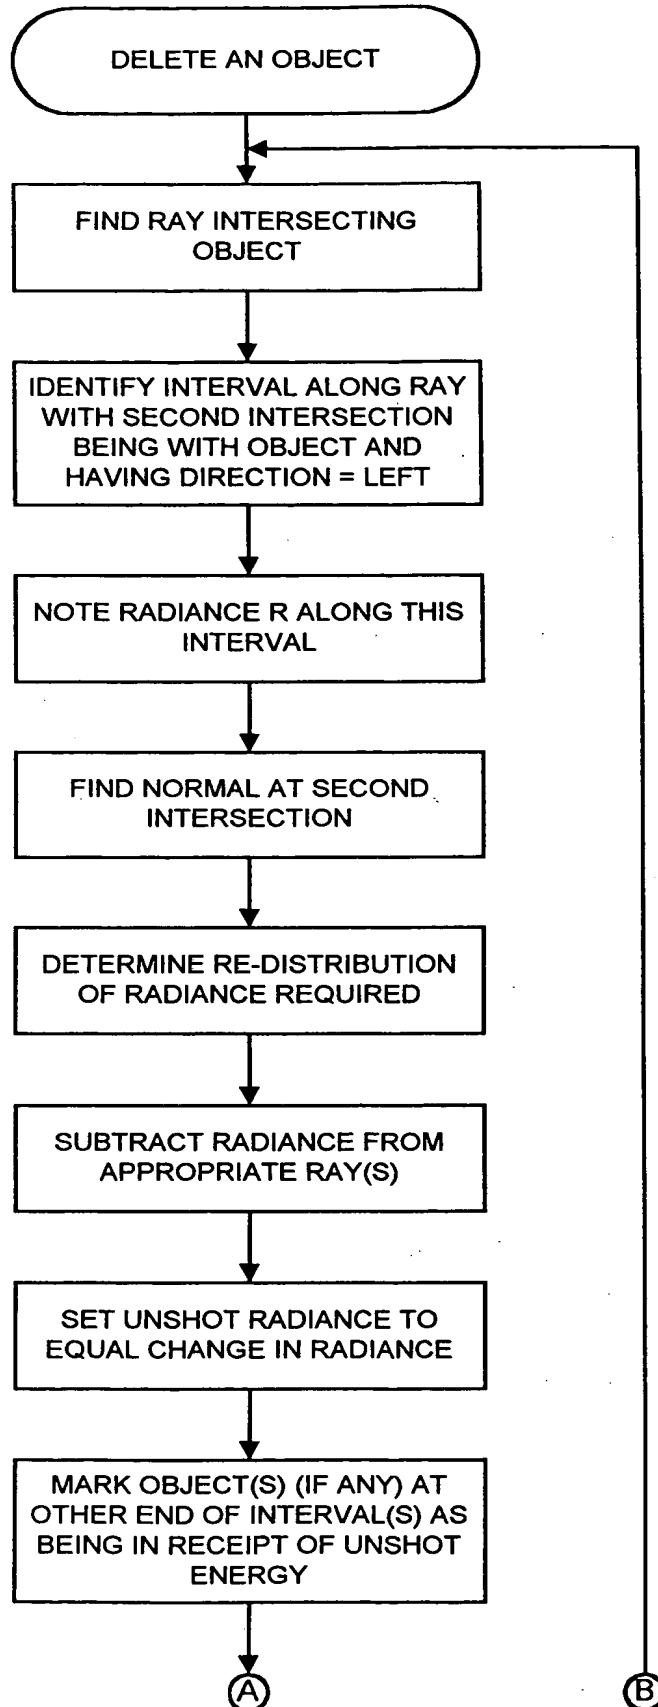 DELETE AN OBJECT
FIND RAY INTERSECTING
OBJECT
IDENTIFY INTERVAL ALONG RAY
WITH SECOND INTERSECTION
BEING WITH OBJECT AND
HAVING DIRECTION = LEFT
NOTE RADIANCE R ALONG THIS
INTERVAL
FIND NORMAL AT SECOND
INTERSECTION
DETERMINE RE-DISTRIBUTION
OF RADIANCE REQUIRED
SUBTRACT RADIANCE FROM
APPROPRIATE RAY(S)
SET UNSHOT RADIANCE TO
EQUAL CHANGE IN RADIANCE
MARK OBJECT(S) (IF ANY) AT
OTHER END OF INTERVAL(S) AS
BEING IN RECEIPT OF UNSHOT
ENERGY
A
B